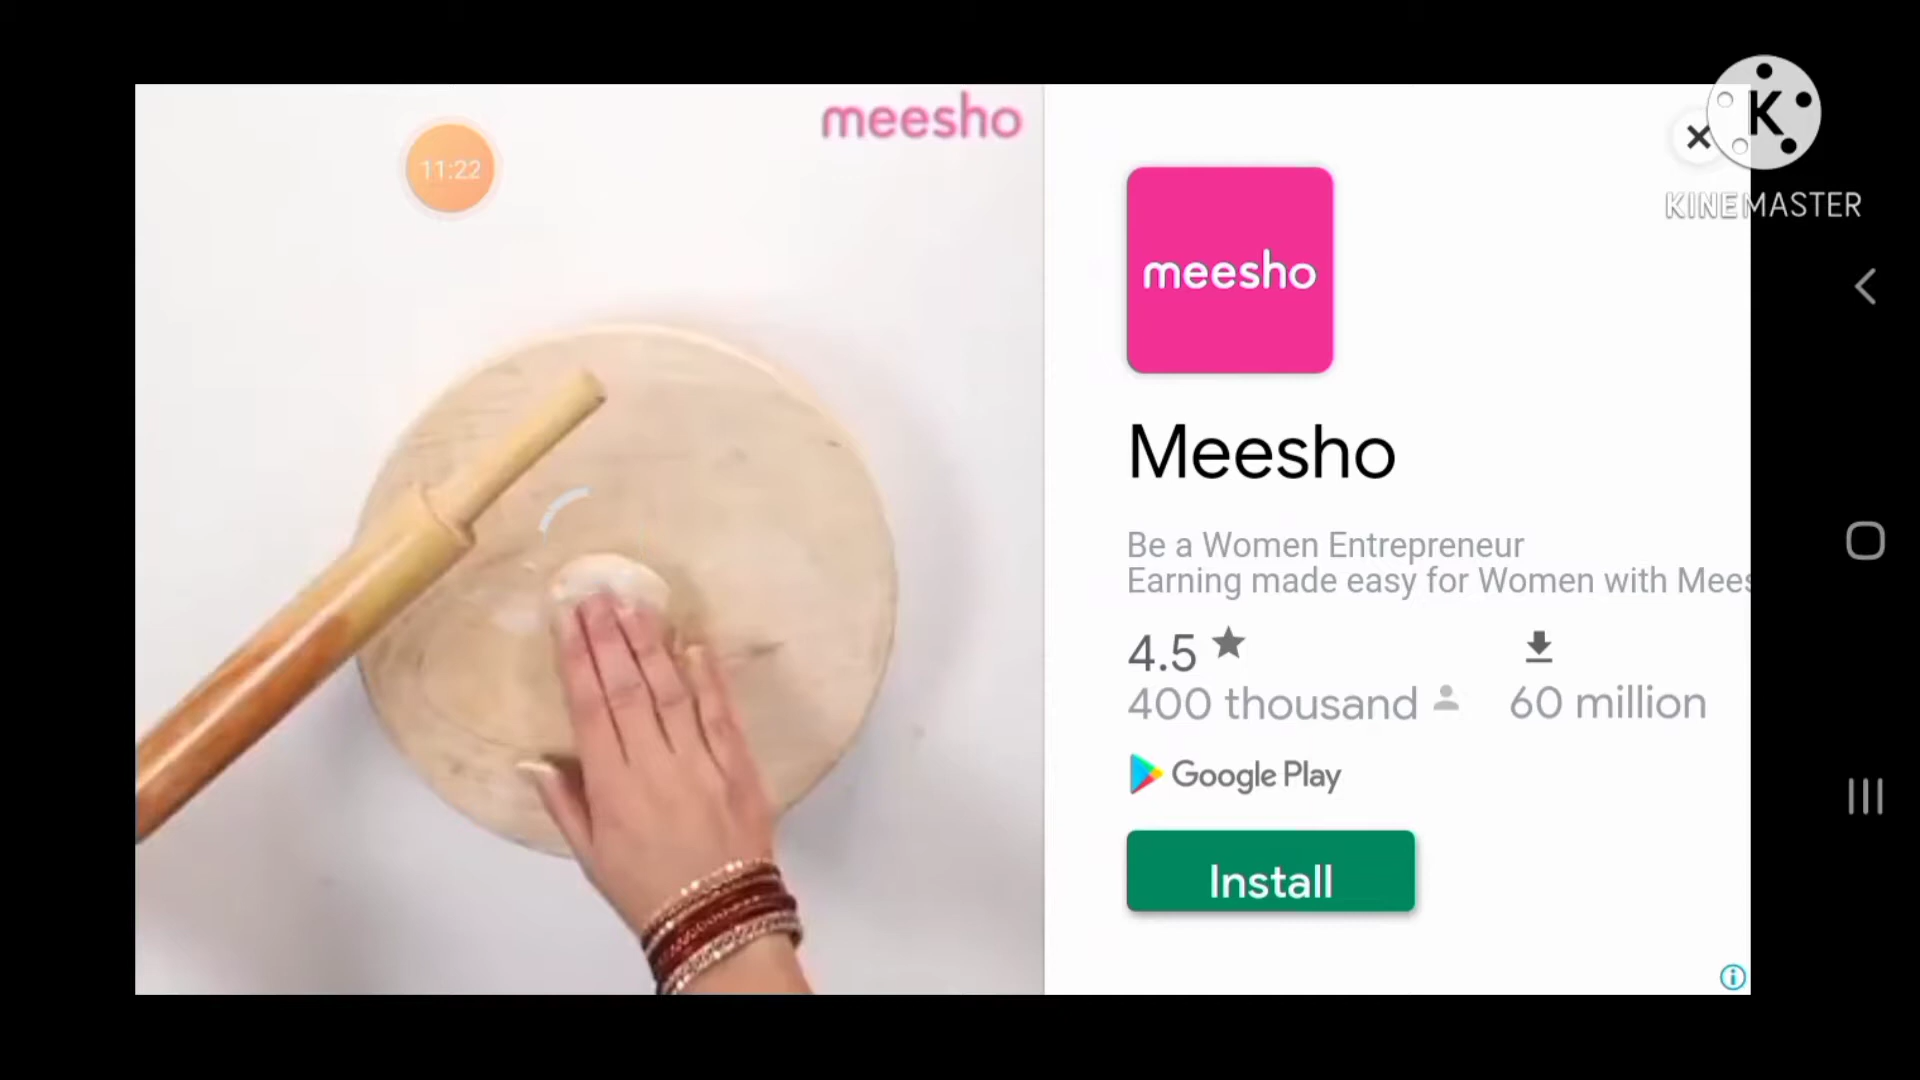 meesho
11:22
K
KINEMASTER
meesho
Meesho
Be a Women Entrepreneur
Earning made easy for Women with Mees
4.5
400 thousand
60 million
Google Play
Install